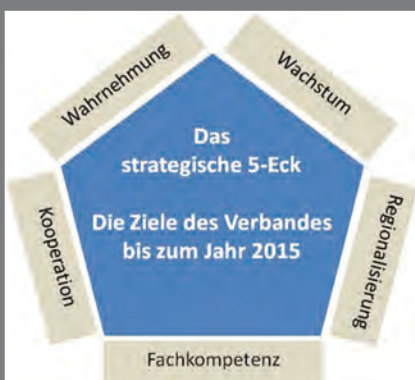 Wahrnehmung
Wachstum
Das
strategische 5-Eck
Die Ziele des Verbandes
bis zum Jahr 2015
Kooperation
Regionalisierung
Fachkompetenz